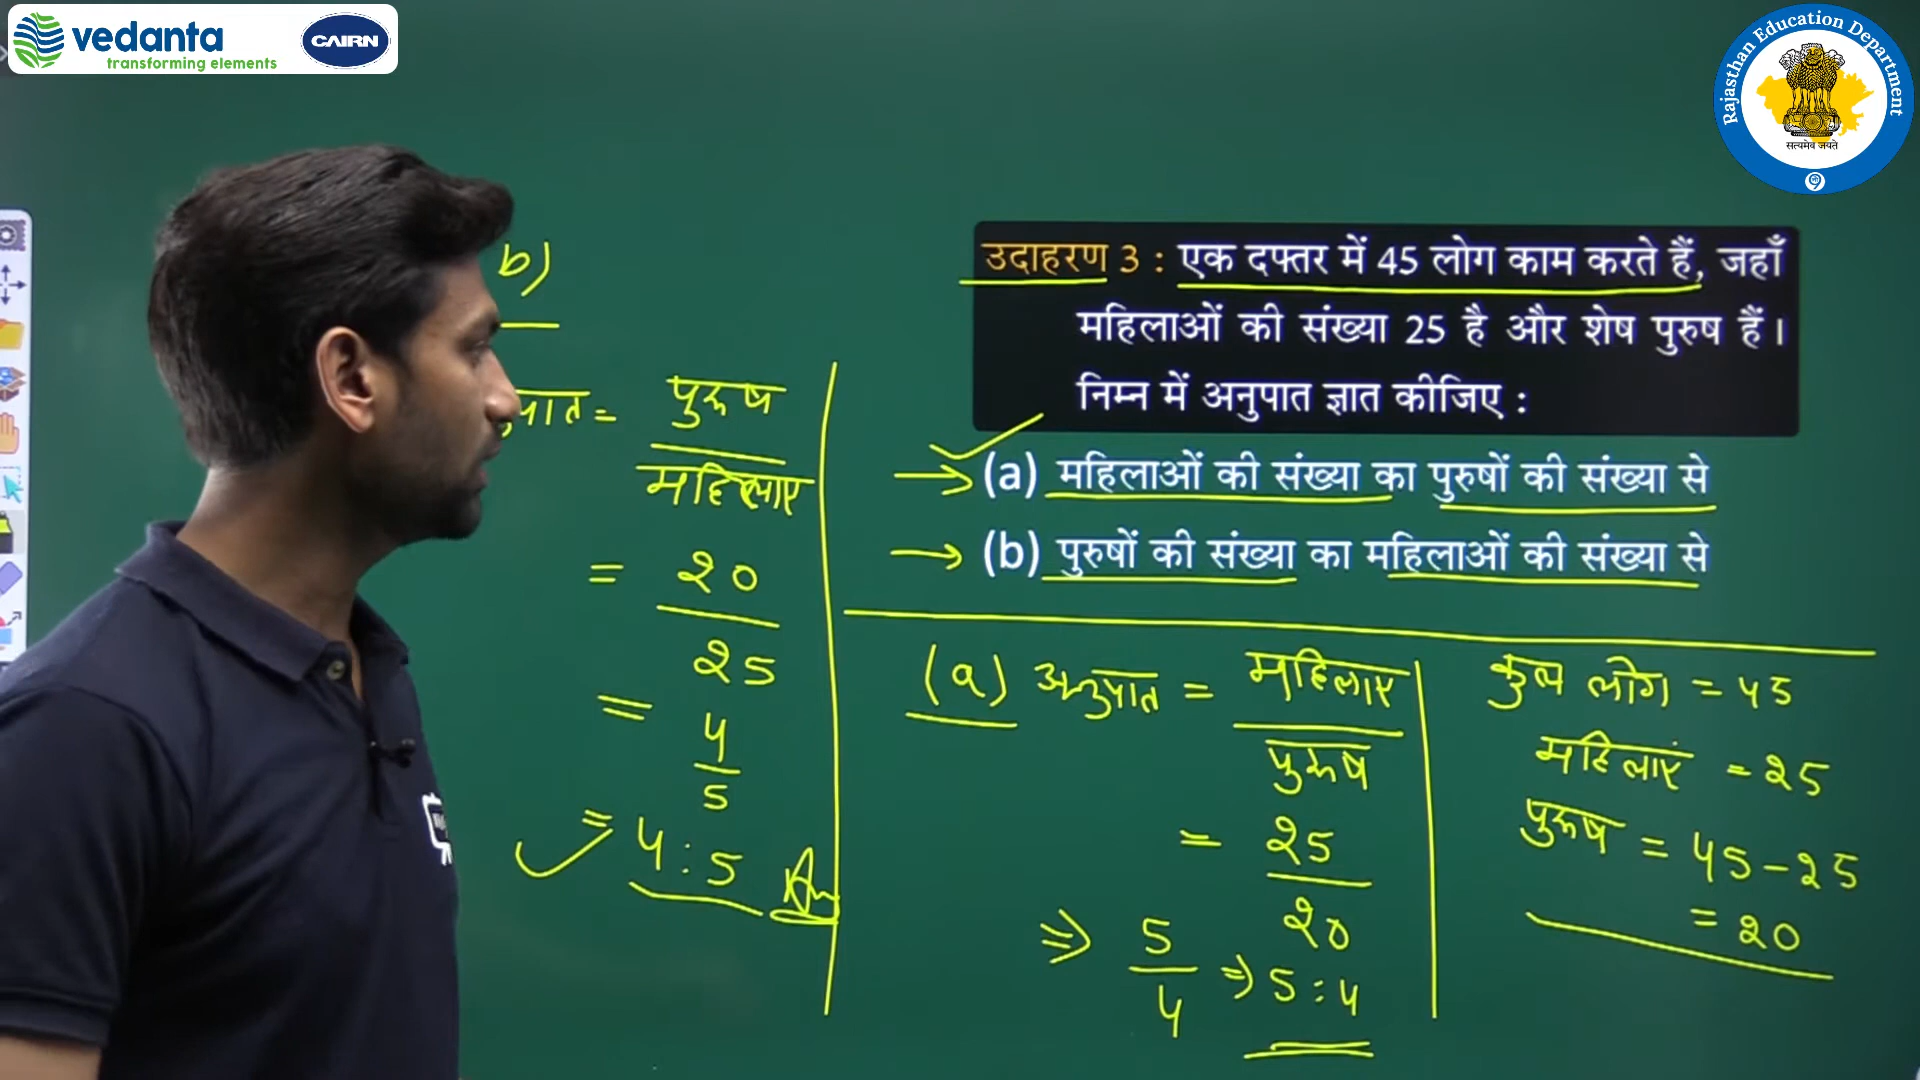 vedanta
transforming elements
CAIRN
Rajasthan Education Department
सत्यमेव जयते
उदाहरण 3 : एक दफ्तर में 45 लोग काम करते हैं, जहाँ
महिलाओं की संख्या 25 है और शेष पुरुष हैं।
निम्न में अनुपात ज्ञात कीजिए :
(a) महिलाओं की संख्या का पुरुषों की संख्या से
(b) पुरुषों की संख्या का महिलाओं की संख्या से
b)
पात = पुरुष
महिलाए
= 20
25
= 4
5
= 4:5 Ans
(a) अनुपात = महिलाए
पुरुष
= 25
20
⇒ 5
4
⇒ 5:4
कुल लोग = 45
महिलाएं = 25
पुरुष = 45-25
= 20